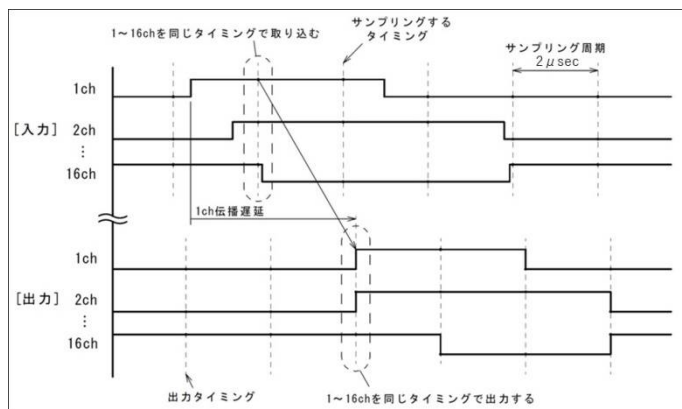 1～16chを同じタイミングで取り込む
サンプリングする
タイミング
サンプリング周期
2μsec
1ch
[入力]
2ch
⋮
16ch
1ch伝播遅延
1ch
[出力]
2ch
⋮
16ch
出力タイミング
1～16chを同じタイミングで出力する